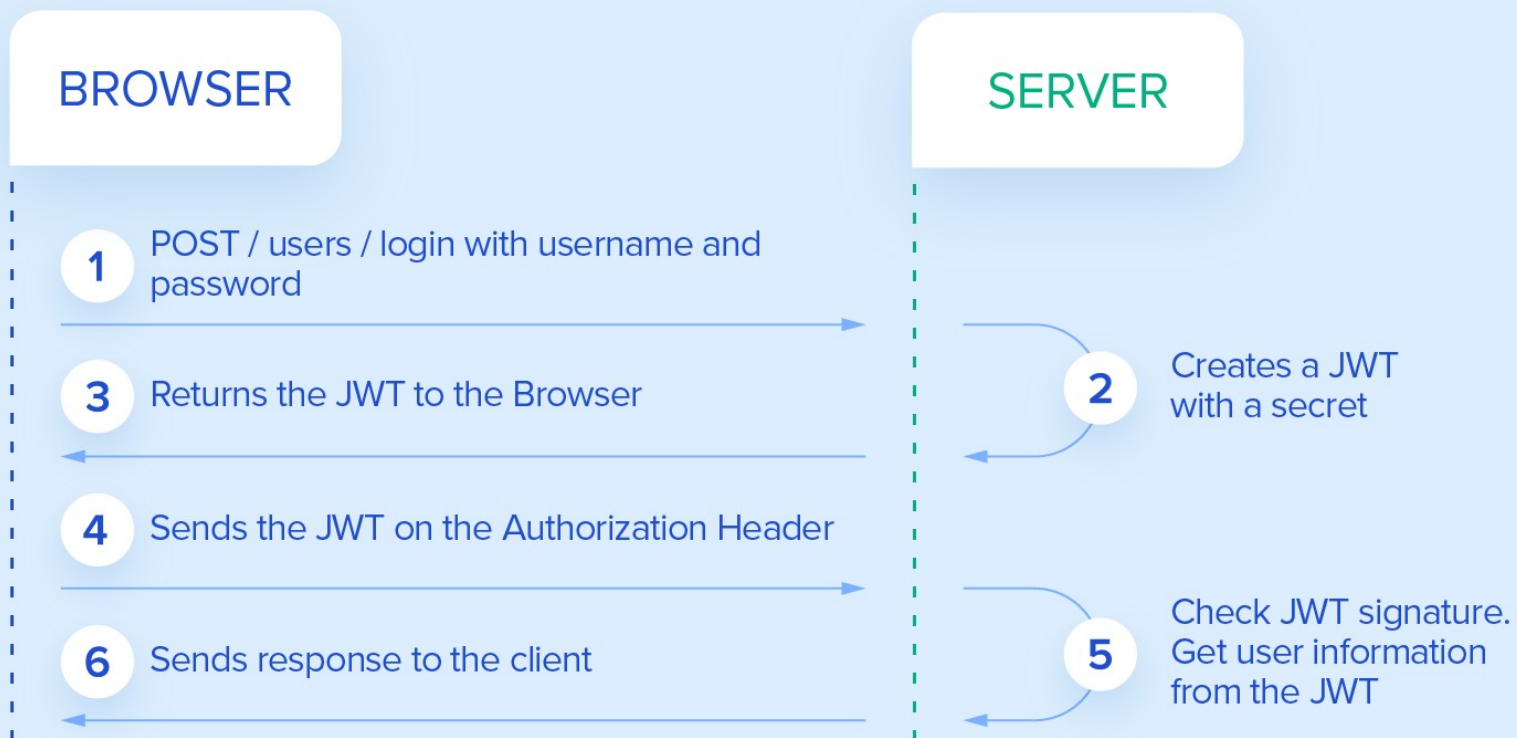 BROWSER
SERVER
1
POST / users / login with username and
password
2
Creates a JWT
with a secret
3
Returns the JWT to the Browser
4
Sends the JWT on the Authorization Header
5
Check JWT signature.
Get user information
from the JWT
6
Sends response to the client